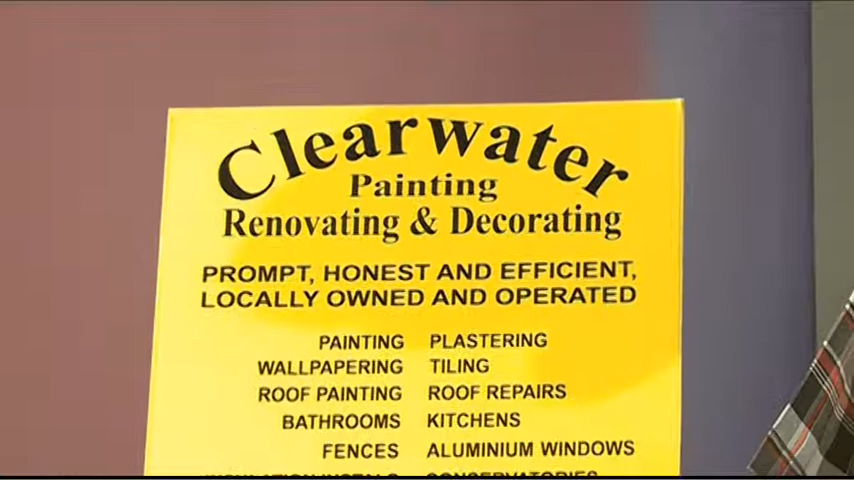 Clearwater
Painting
Renovating & Decorating
PROMPT, HONEST AND EFFICIENT,
LOCALLY OWNED AND OPERATED
PAINTING PLASTERING
WALLPAPERING TILING
ROOF PAINTING ROOF REPAIRS
BATHROOMS KITCHENS
FENCES ALUMINIUM WINDOWS
CONSERVATORIES